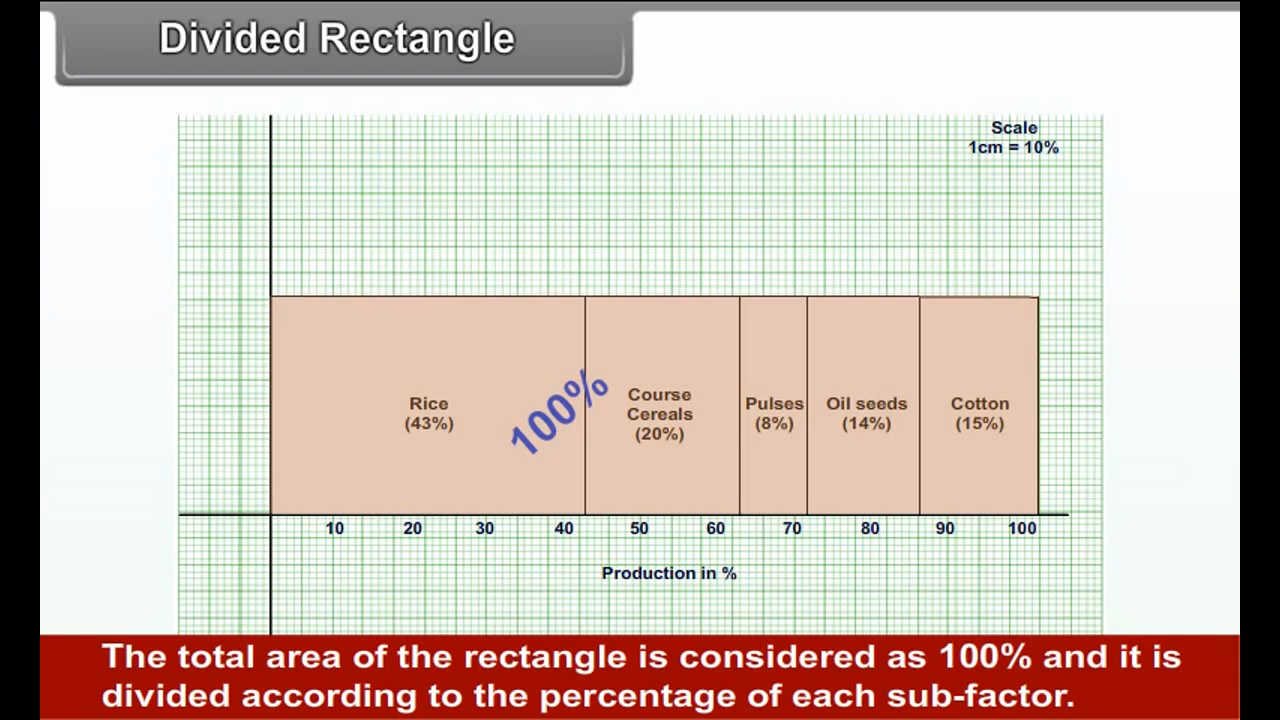 Divided Rectangle
Scale
1cm = 10%
Rice
(43%)
100%
Course
Cereals
(20%)
Pulses
(8%)
Oil seeds
(14%)
Cotton
(15%)
10 20 30 40 50 60 70 80 90 100
Production in %
The total area of the rectangle is considered as 100% and it is
divided according to the percentage of each sub-factor.